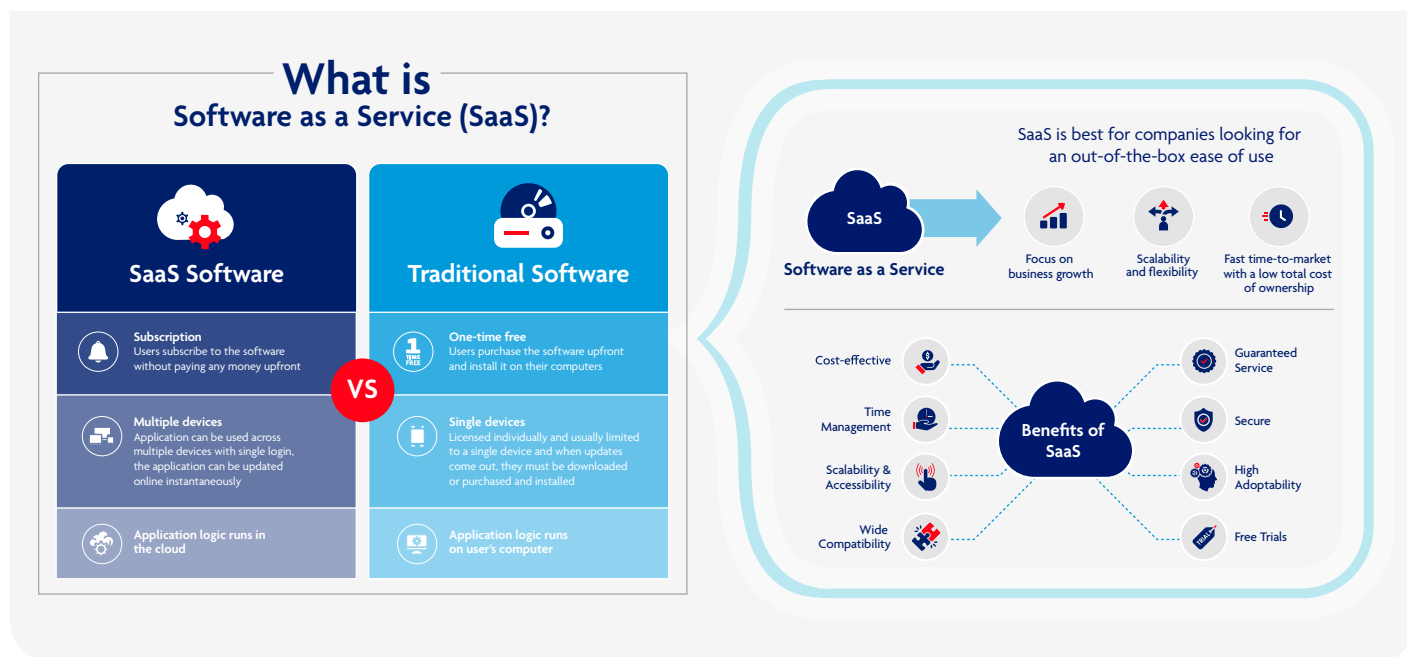 What is
Software as a Service (SaaS)?
SaaS Software
Subscription
Users subscribe to the software
without paying any money upfront
Multiple devices
Application can be used across
multiple devices with single login,
the application can be updated
online instantaneously
Application logic runs in
the cloud
VS
Traditional Software
1
TIME
FREE
One-time free
Users purchase the software upfront
and install it on their computers
Single devices
Licensed individually and usually limited
to a single device and when updates
come out, they must be downloaded
or purchased and installed
Application logic runs
on user's computer
SaaS is best for companies looking for
an out-of-the-box ease of use
SaaS
Software as a Service
Focus on
business growth
Scalability
and flexibility
Fast time-to-market
with a low total cost
of ownership
Cost-effective
Time
Management
Scalability &
Accessibility
Wide
Compatibility
Benefits of
SaaS
Guaranteed
Service
Secure
High
Adoptability
TRIAL
Free Trials